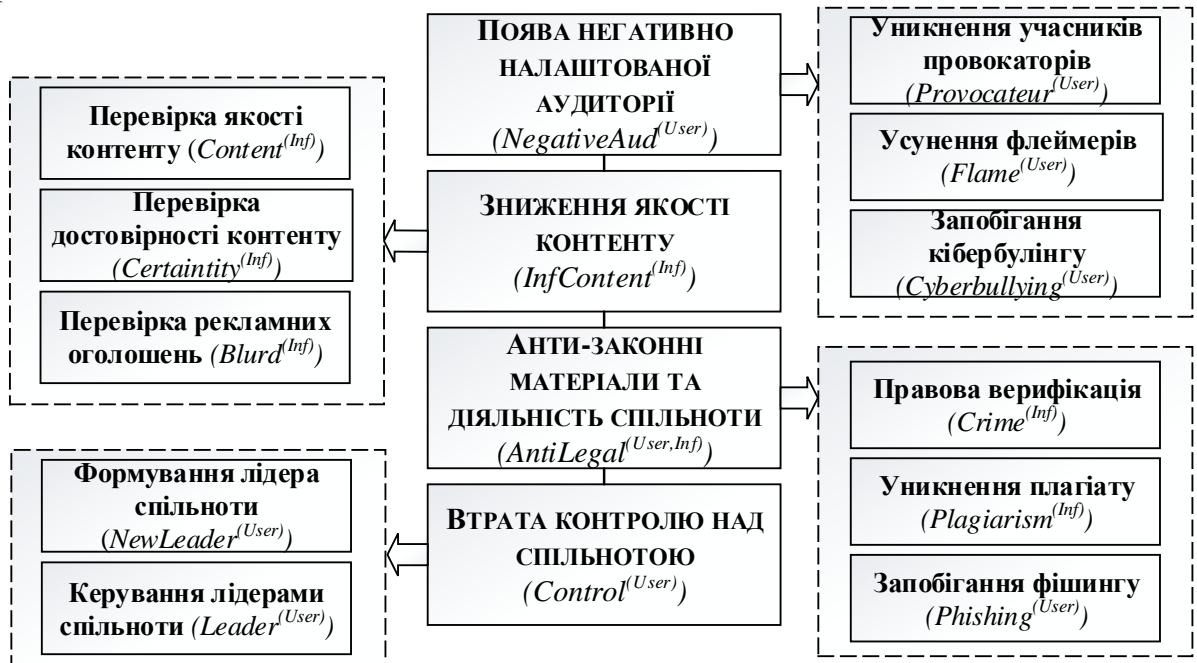 ПОЯВА НЕГАТИВНО
НАЛАШТОВАНОЇ
АУДИТОРІЇ
(NegativeAud^(User))
Уникнення учасників
провокаторів
(Provocateur^(User))
Усунення флеймерів
(Flame^(User))
Запобігання
кібербулінгу
(Cyberbullying^(User))
Перевірка якості
контенту (Content^(Inf))
Перевірка
достовірності контенту
(Certaintity^(Inf))
Перевірка рекламних
оголошень (Blurd^(Inf))
ЗНИЖЕННЯ ЯКОСТІ
КОНТЕНТУ
(InfContent^(Inf))
АНТИ-ЗАКОННІ
МАТЕРІАЛИ ТА
ДІЯЛЬНІСТЬ СПІЛЬНОТИ
(AntiLegal^(User,Inf))
Правова верифікація
(Crime^(Inf))
Уникнення плагіату
(Plagiarism^(Inf))
Запобігання фішингу
(Phishing^(User))
Формування лідера
спільноти
(NewLeader^(User))
Керування лідерами
спільноти (Leader^(User))
ВТРАТА КОНТРОЛЮ НАД
СПІЛЬНОТОЮ
(Control^(User))